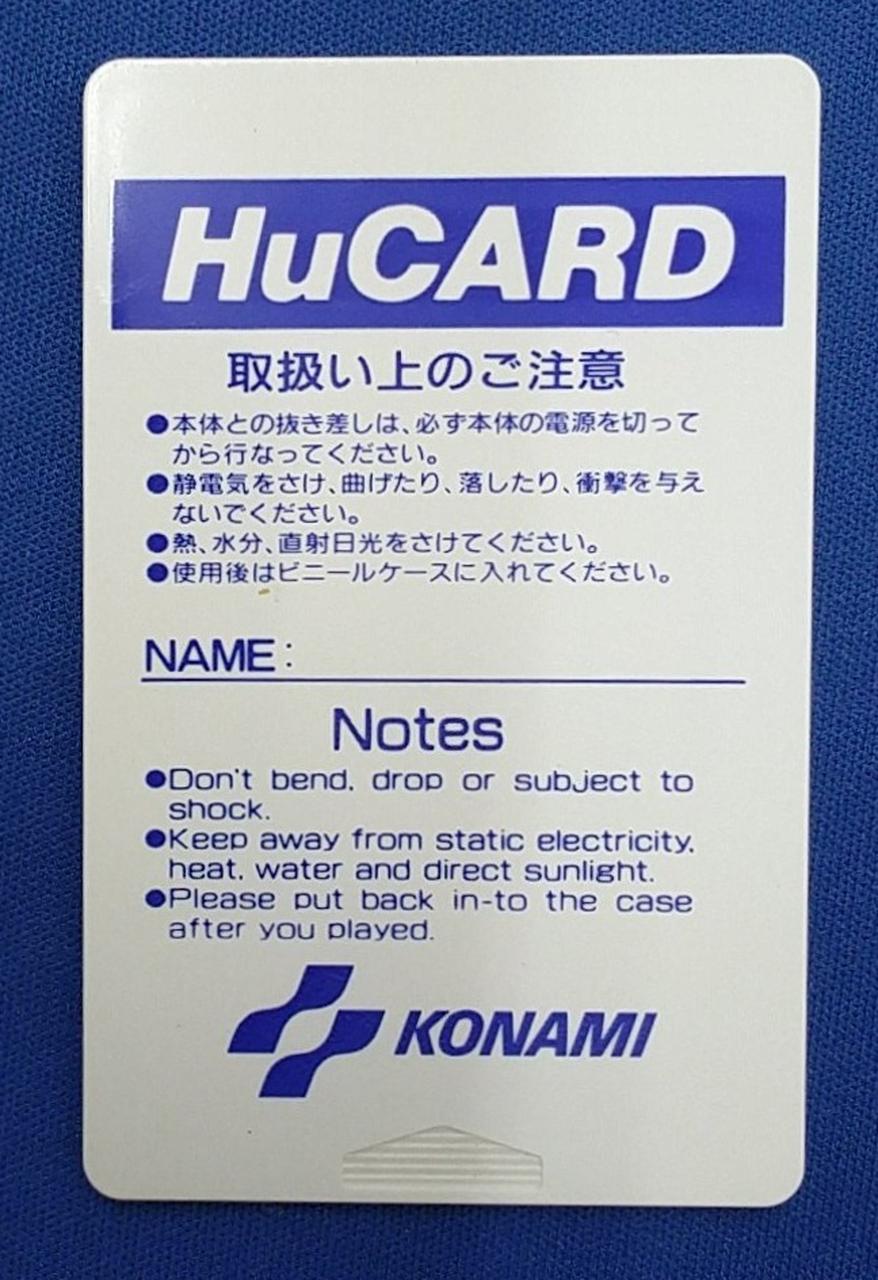 HuCARD
取扱い上のご注意
●本体との抜き差しは、必ず本体の電源を切って
から行なってください。
●静電気をさけ、曲げたり、落したり、衝撃を与え
ないでください。
●熱、水分、直射日光をさけてください。
●使用後はビニールケースに入れてください。
NAME:
Notes
●Don't bend, drop or subject to
shock.
●Keep away from static electricity,
heat, water and direct sunlight.
●Please put back in-to the case
after you played.
KONAMI